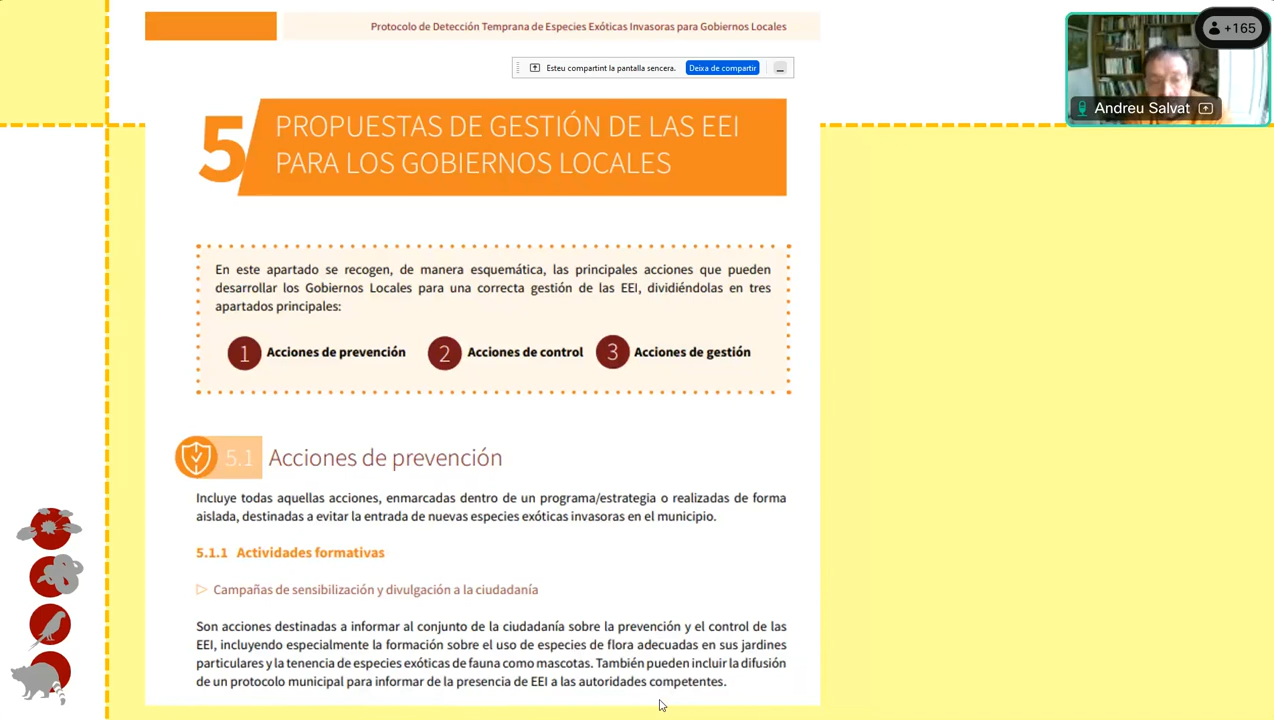 Protocolo de Detección Temprana de Especies Exóticas Invasoras para Gobiernos Locales
+165
Esteu compartint la pantalla sencera. Deixa de compartir
Andreu Salvat
5 PROPUESTAS DE GESTIÓN DE LAS EEI
PARA LOS GOBIERNOS LOCALES
En este apartado se recogen, de manera esquemática, las principales acciones que pueden
desarrollar los Gobiernos Locales para una correcta gestión de las EEI, dividiéndolas en tres
apartados principales:
1 Acciones de prevención 2 Acciones de control 3 Acciones de gestión
5.1 Acciones de prevención
Incluye todas aquellas acciones, enmarcadas dentro de un programa/estrategia o realizadas de forma
aislada, destinadas a evitar la entrada de nuevas especies exóticas invasoras en el municipio.
5.1.1 Actividades formativas
Campañas de sensibilización y divulgación a la ciudadanía
Son acciones destinadas a informar al conjunto de la ciudadanía sobre la prevención y el control de las
EEI, incluyendo especialmente la formación sobre el uso de especies de flora adecuadas en sus jardines
particulares y la tenencia de especies exóticas de fauna como mascotas. También pueden incluir la difusión
de un protocolo municipal para informar de la presencia de EEI a las autoridades competentes.